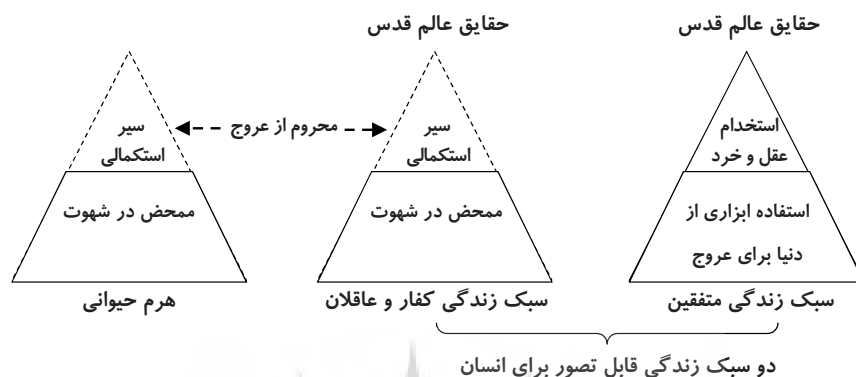 حقایق عالم قدس
حقایق عالم قدس
استخدام
عقل و خرد
سیر
استکمالی
محروم از عروج
سیر
استکمالی
استفاده ابزاری از
دنیا برای عروج
ممحض در شهوت
ممحض در شهوت
سبک زندگی متفقین
سبک زندگی کفار و عاقلان
هرم حیوانی
دو سبک زندگی قابل تصور برای انسان